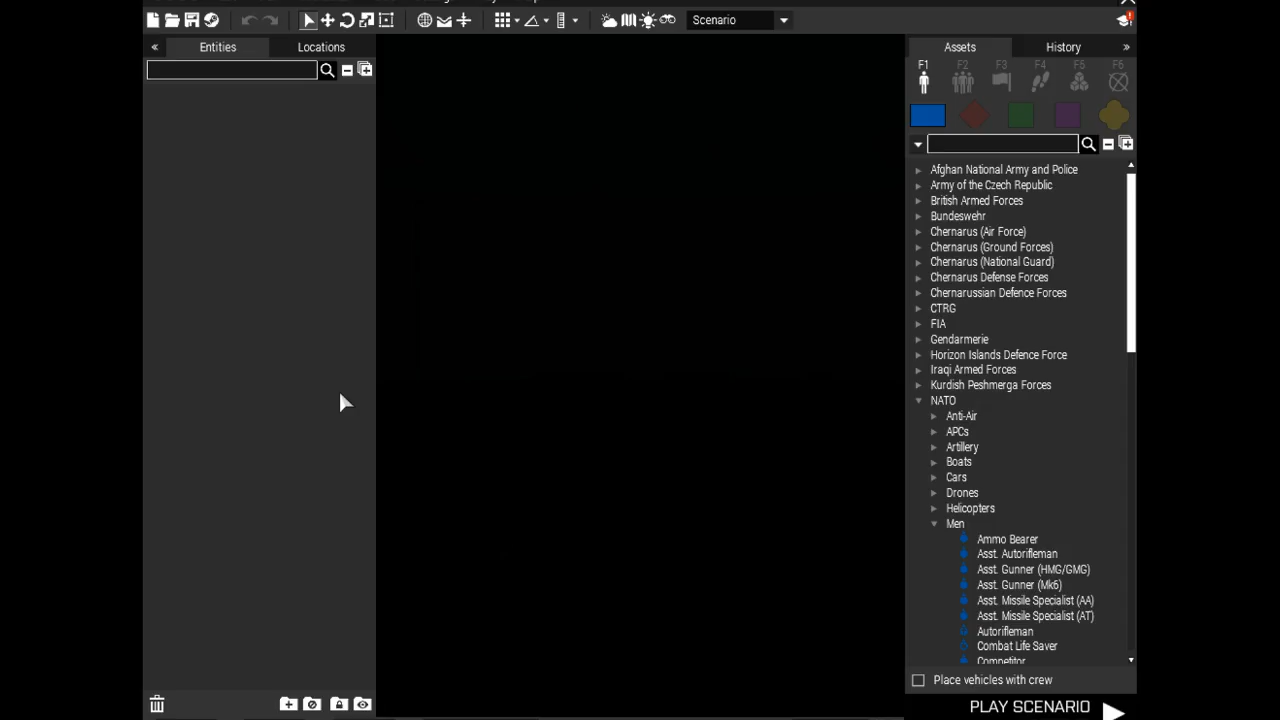 Scenario
Entities
Locations
Assets
History
F1
F2
F3
F4
F5
F6
Afghan National Army and Police
Army of the Czech Republic
British Armed Forces
Bundeswehr
Chernarus (Air Force)
Chernarus (Ground Forces)
Chernarus (National Guard)
Chernarus Defense Forces
Chernarussian Defence Forces
CTRG
FIA
Gendarmerie
Horizon Islands Defence Force
Iraqi Armed Forces
Kurdish Peshmerga Forces
NATO
Anti-Air
APCs
Artillery
Boats
Cars
Drones
Helicopters
Men
Ammo Bearer
Asst. Autorifleman
Asst. Gunner (HMG/GMG)
Asst. Gunner (Mk6)
Asst. Missile Specialist (AA)
Asst. Missile Specialist (AT)
Autorifleman
Combat Life Saver
Competitor
Place vehicles with crew
PLAY SCENARIO